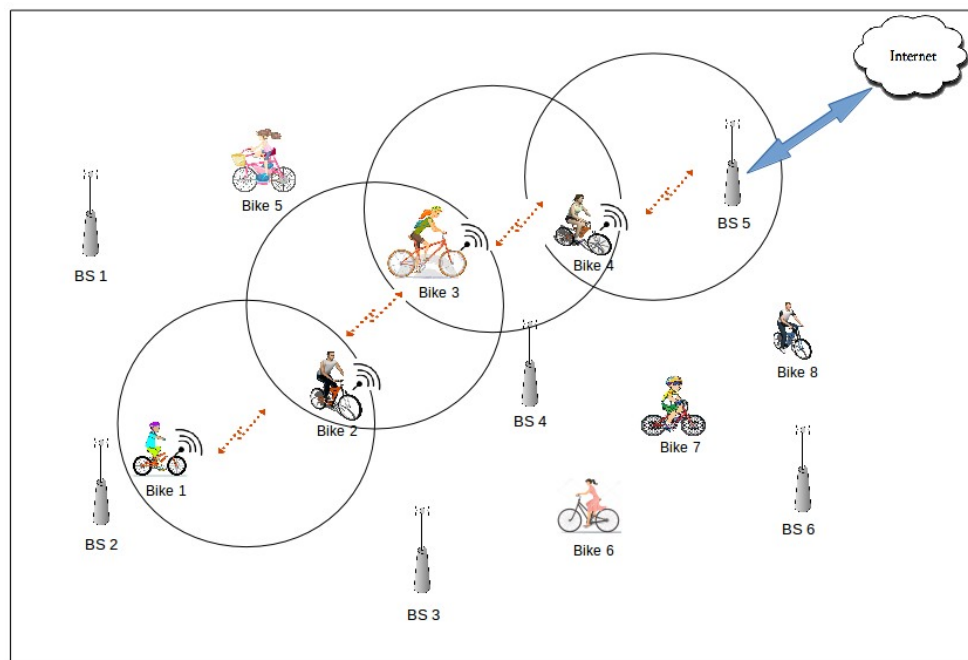 Internet
Bike 5
BS 1
BS 5
Bike 4
Bike 3
Bike 8
BS 4
Bike 2
Bike 7
Bike 1
BS 2
BS 6
Bike 6
BS 3